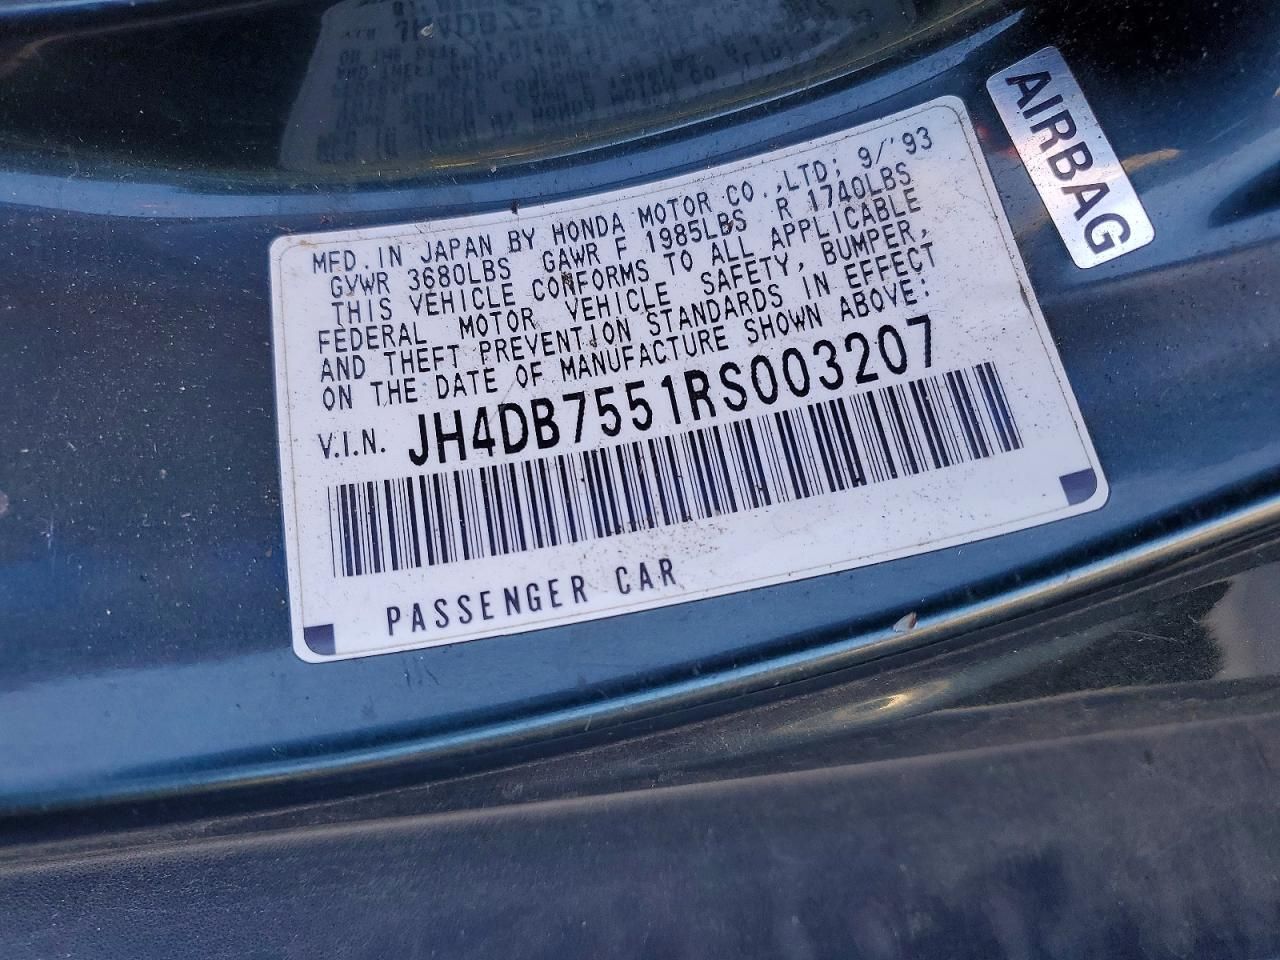 MFD. IN JAPAN BY HONDA MOTOR CO.,LTD; 9/'93
GVWR 3680LBS GAWR F 1985LBS R 1740LBS
THIS VEHICLE CONFORMS TO ALL APPLICABLE
FEDERAL MOTOR VEHICLE SAFETY, BUMPER,
AND THEFT PREVENTION STANDARDS IN EFFECT
ON THE DATE OF MANUFACTURE SHOWN ABOVE:
V.I.N. JH4DB7551RS003207
PASSENGER CAR
AIRBAG